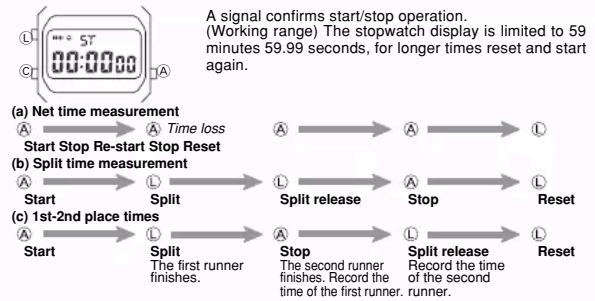 A signal confirms start/stop operation.
(Working range) The stopwatch display is limited to 59
minutes 59.99 seconds, for longer times reset and start
again.
L
ST
00:0000
C
A
(a) Net time measurement
A A Time loss A A L
Start Stop Re-start Stop Reset
(b) Split time measurement
A L L A L
Start Split Split release Stop Reset
(c) 1st-2nd place times
A L A L L
Start Split Stop Split release Reset
The first runner The second runner Record the time
finishes. finishes. Record the of the second
time of the first runner. runner.